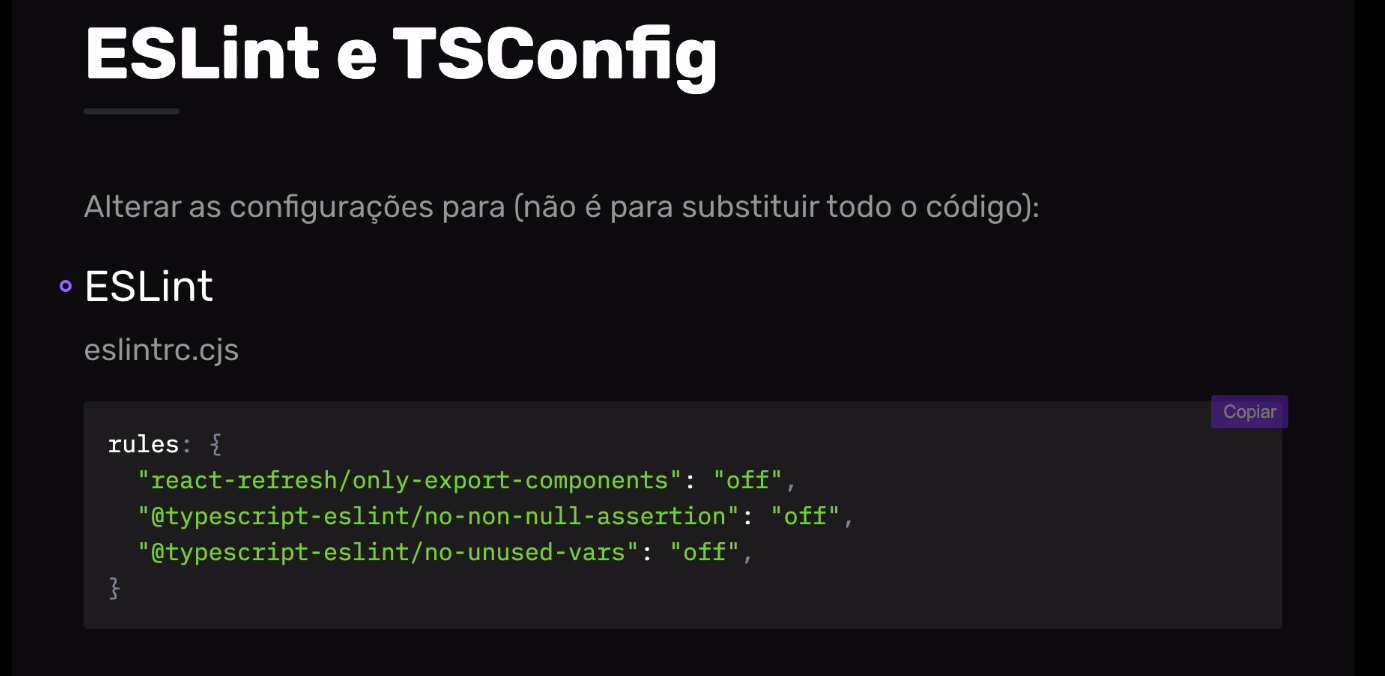 ESLint e TSConfig
Alterar as configurações para (não é para substituir todo o código):
ESLint
eslintrc.cjs
Copiar
rules: {
  "react-refresh/only-export-components": "off",
  "@typescript-eslint/no-non-null-assertion": "off",
  "@typescript-eslint/no-unused-vars": "off",
}